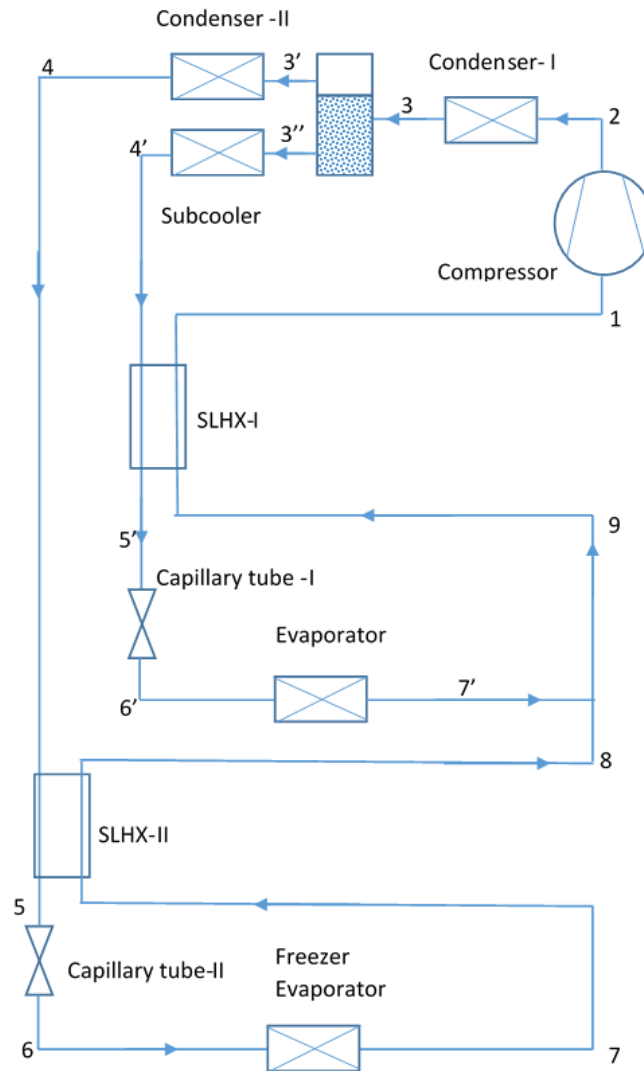 Condenser -II
4
3'
Condenser- I
3
2
4'
3''
Subcooler
Compressor
1
SLHX-I
5'
9
Capillary tube -I
Evaporator
6'
7'
8
SLHX-II
5
Capillary tube-II
Freezer
Evaporator
6
7